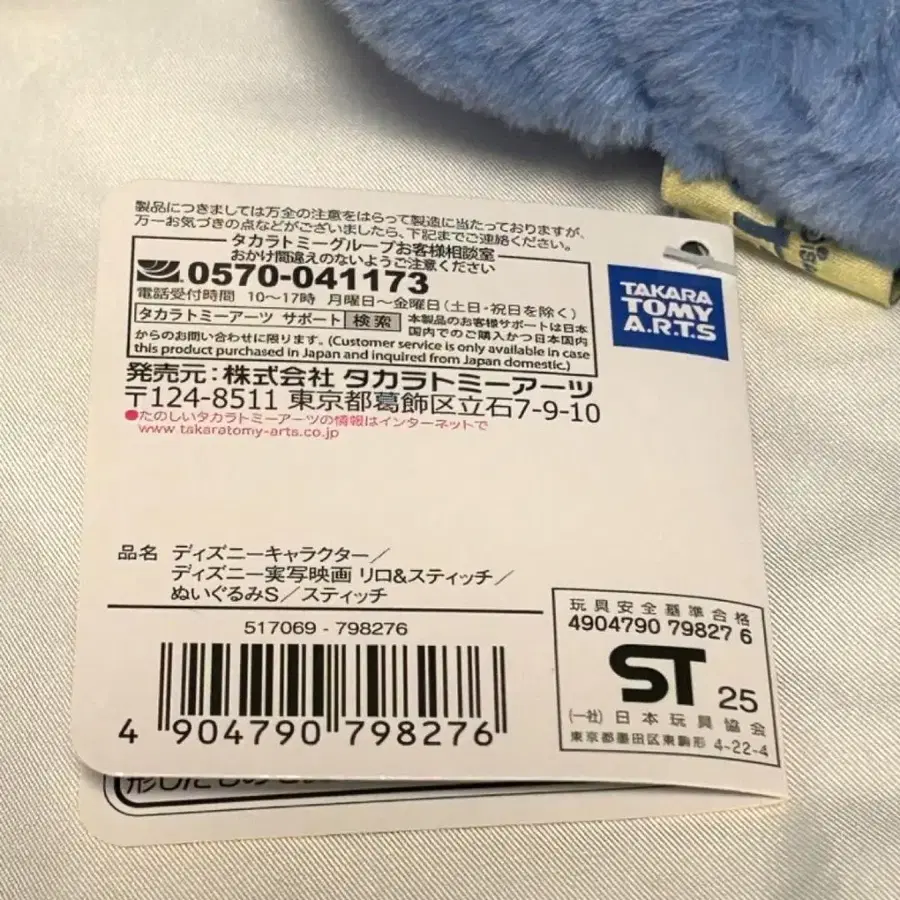 製品につきましては万全の注意をはらって製造に当たっておりますが、
万一お気づきの点などがございましたら、下記までご連絡ください。
タカラトミーグループお客様相談室
おかけ間違えのないようご注意ください
0570-041173
電話受付時間 10〜17時 月曜日〜金曜日(土日・祝日を除く)
タカラトミーアーツ サポート 検索 本製品のお客様サポートは日本
国内でのご購入かつ日本国内
からのお問い合わせに限ります。(Customer service is only available in case
this product purchased in Japan and inquired from Japan domestic.)
TAKARA
TOMY
A.R.T.S
発売元:株式会社 タカラトミーアーツ
〒124-8511 東京都葛飾区立石7-9-10
●たのしいタカラトミーアーツの情報はインターネットで
www.takaratomy-arts.co.jp
品名 ディズニーキャラクター/
ディズニー実写映画 リロ&スティッチ/
ぬいぐるみS/スティッチ
517069-798276
4 904790 798276
玩具安全基準合格
4904790 79827 6
ST 25
(一社) 日本玩具協会
東京都墨田区東駒形 4-22-4